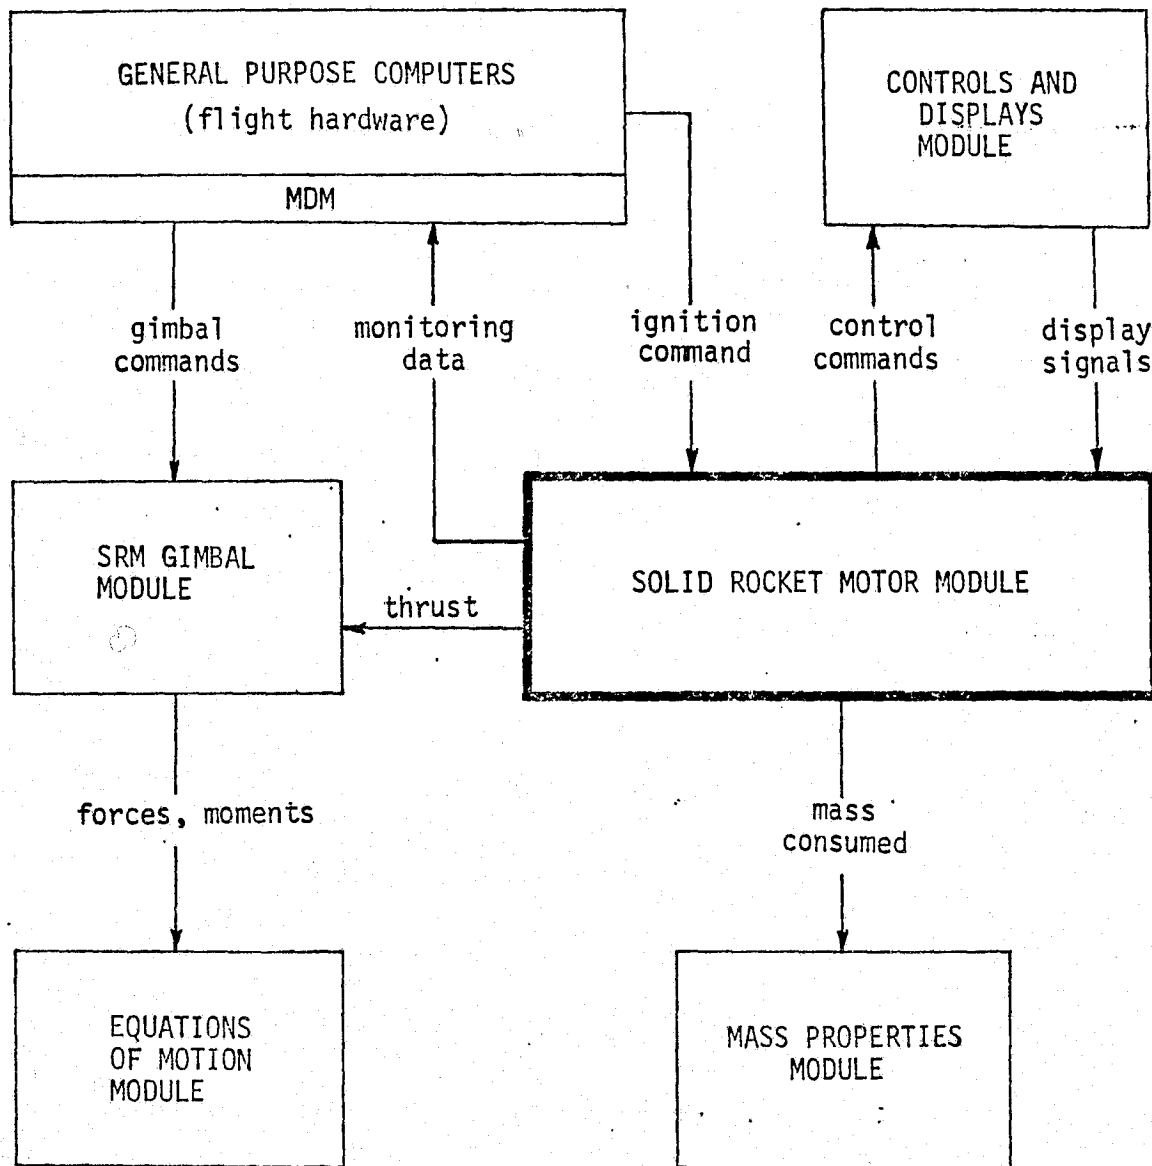 GENERAL PURPOSE COMPUTERS
(flight hardware)
MDM
CONTROLS AND
DISPLAYS
MODULE
gimbal
commands
monitoring
data
ignition
command
control
commands
display
signals
SRM GIMBAL
MODULE
thrust
SOLID ROCKET MOTOR MODULE
forces, moments
mass
consumed
EQUATIONS
OF MOTION
MODULE
MASS PROPERTIES
MODULE